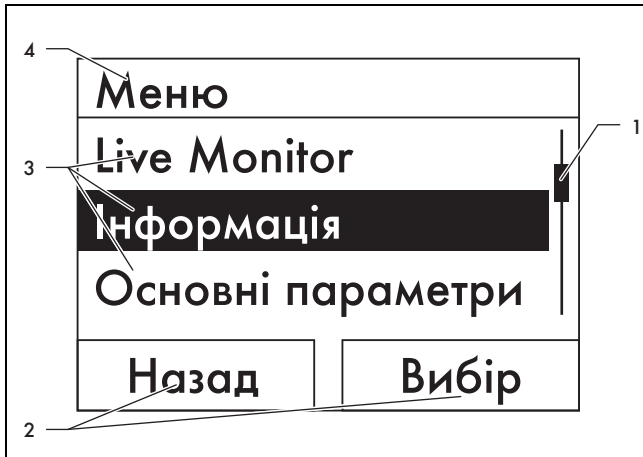 4
Меню
1
Live Monitor
3
Інформація
Основні параметри
Назад Вибір
2